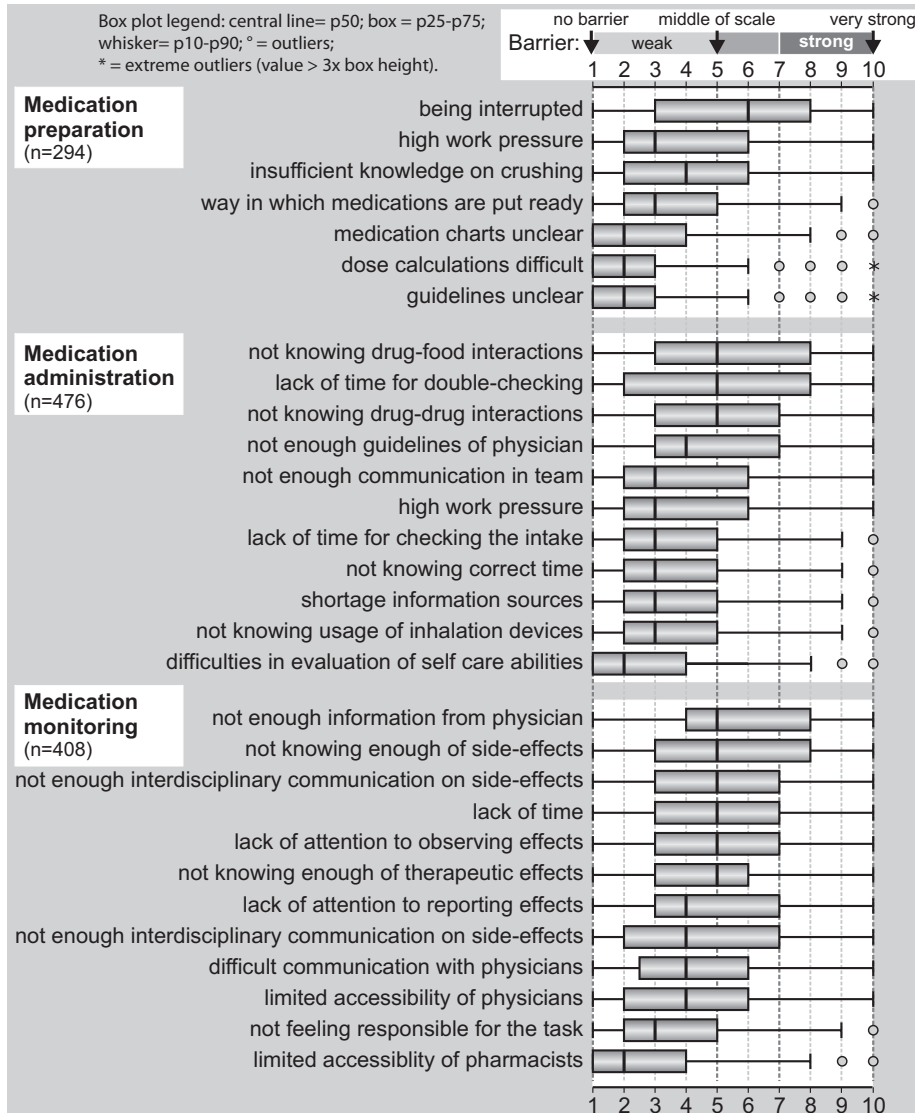 Box plot legend: central line= p50; box = p25-p75;
whisker= p10-p90; ° = outliers;
* = extreme outliers (value > 3x box height).
no barrier middle of scale very strong
Barrier: weak strong
1 2 3 4 5 6 7 8 9 10
Medication
preparation
(n=294)
being interrupted
high work pressure
insufficient knowledge on crushing
way in which medications are put ready
medication charts unclear
dose calculations difficult
guidelines unclear
Medication
administration
(n=476)
not knowing drug-food interactions
lack of time for double-checking
not knowing drug-drug interactions
not enough guidelines of physician
not enough communication in team
high work pressure
lack of time for checking the intake
not knowing correct time
shortage information sources
not knowing usage of inhalation devices
difficulties in evaluation of self care abilities
Medication
monitoring
(n=408)
not enough information from physician
not knowing enough of side-effects
not enough interdisciplinary communication on side-effects
lack of time
lack of attention to observing effects
not knowing enough of therapeutic effects
lack of attention to reporting effects
not enough interdisciplinary communication on side-effects
difficult communication with physicians
limited accessibility of physicians
not feeling responsible for the task
limited accessiblity of pharmacists
1 2 3 4 5 6 7 8 9 10